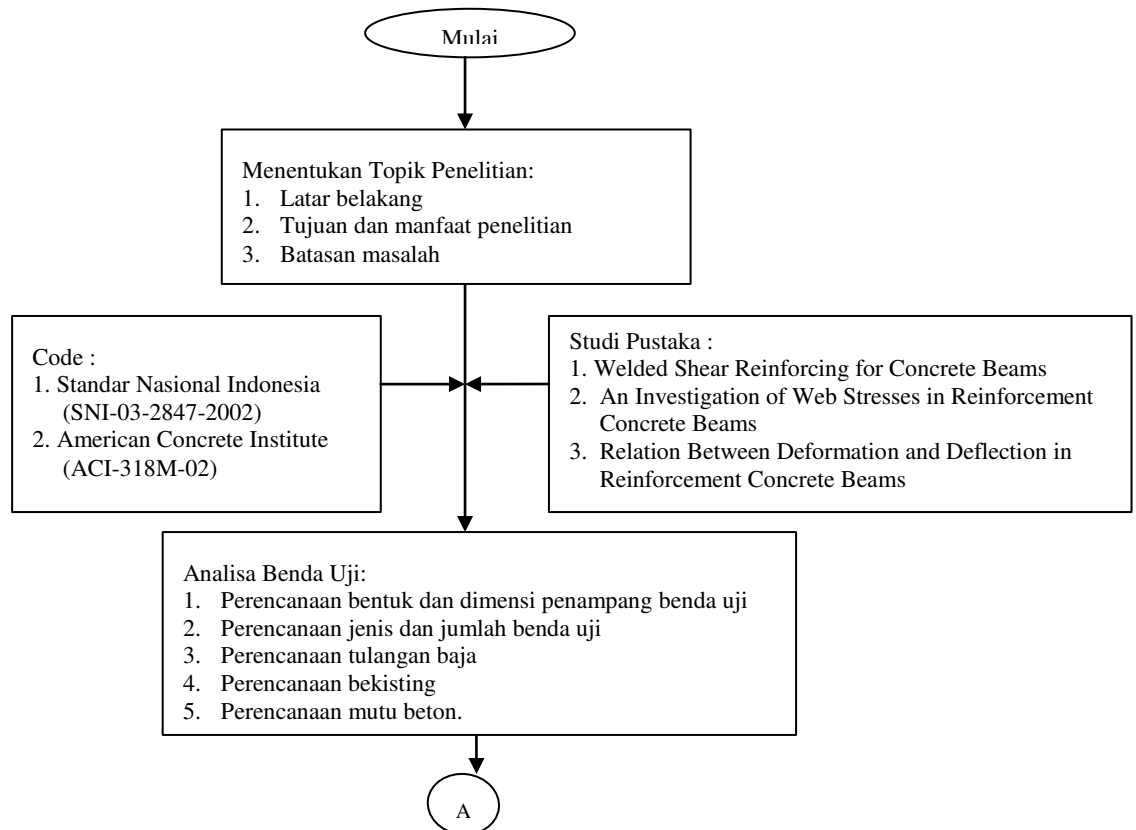 Mulai
Menentukan Topik Penelitian:
1. Latar belakang
2. Tujuan dan manfaat penelitian
3. Batasan masalah
Code :
1. Standar Nasional Indonesia
(SNI-03-2847-2002)
2. American Concrete Institute
(ACI-318M-02)
Studi Pustaka :
1. Welded Shear Reinforcing for Concrete Beams
2. An Investigation of Web Stresses in Reinforcement
Concrete Beams
3. Relation Between Deformation and Deflection in
Reinforcement Concrete Beams
Analisa Benda Uji:
1. Perencanaan bentuk dan dimensi penampang benda uji
2. Perencanaan jenis dan jumlah benda uji
3. Perencanaan tulangan baja
4. Perencanaan bekisting
5. Perencanaan mutu beton.
A